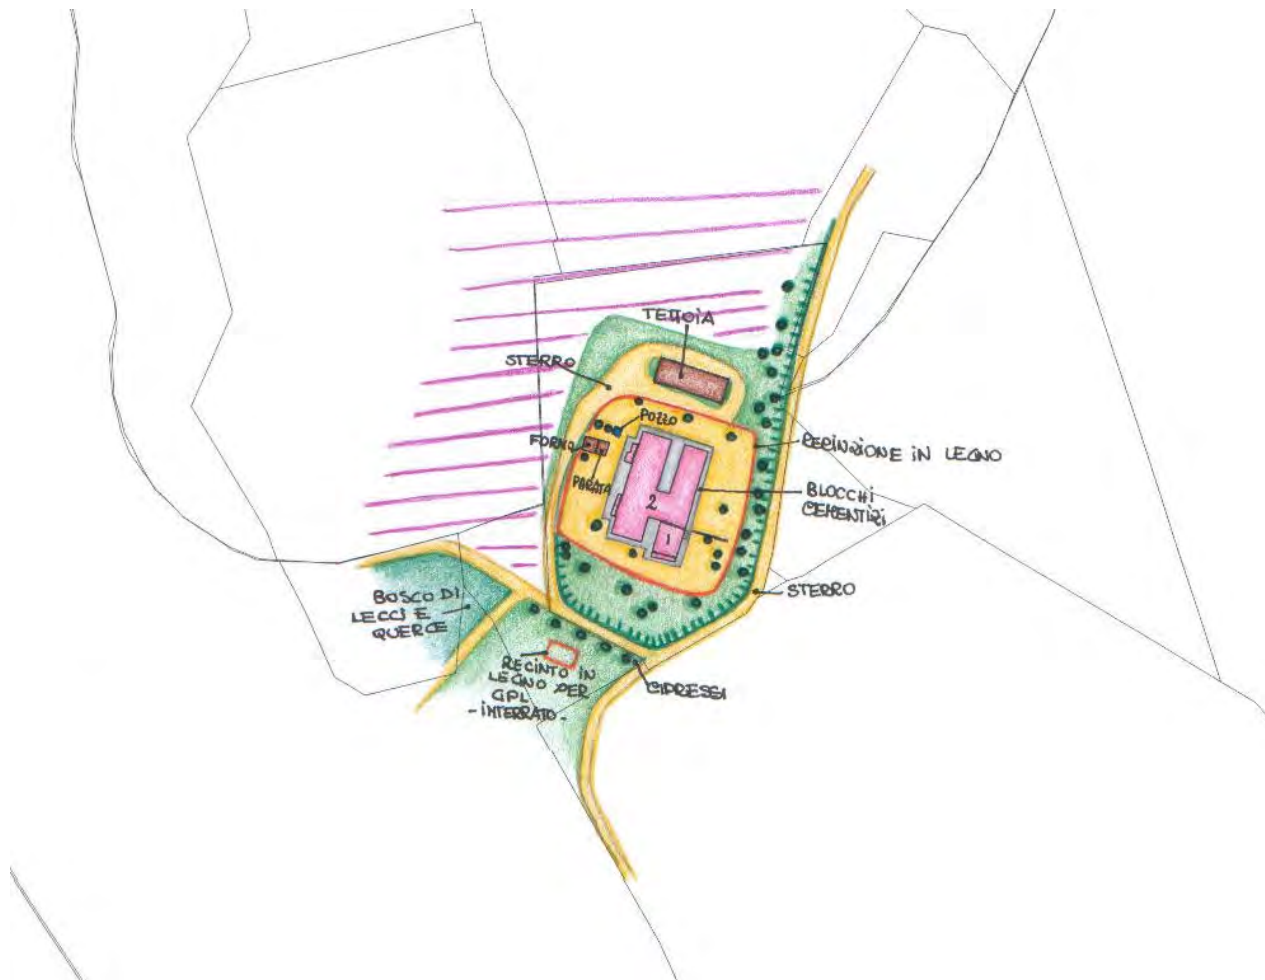 TETTOIA
STERRO
POZZO
FORNO
PARATA
RECINZIONE IN LEGNO
BLOCCHI
CEMENTIZI
2
1
STERRO
BOSCO DI
LECCI E
QUERCE
RECINTO IN
LEGNO PER
GPL
- INTERRATO -
CIPRESSI